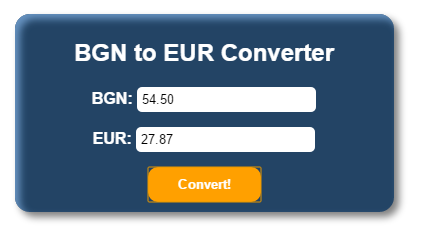 BGN to EUR Converter
BGN: 54.50
EUR: 27.87
Convert!